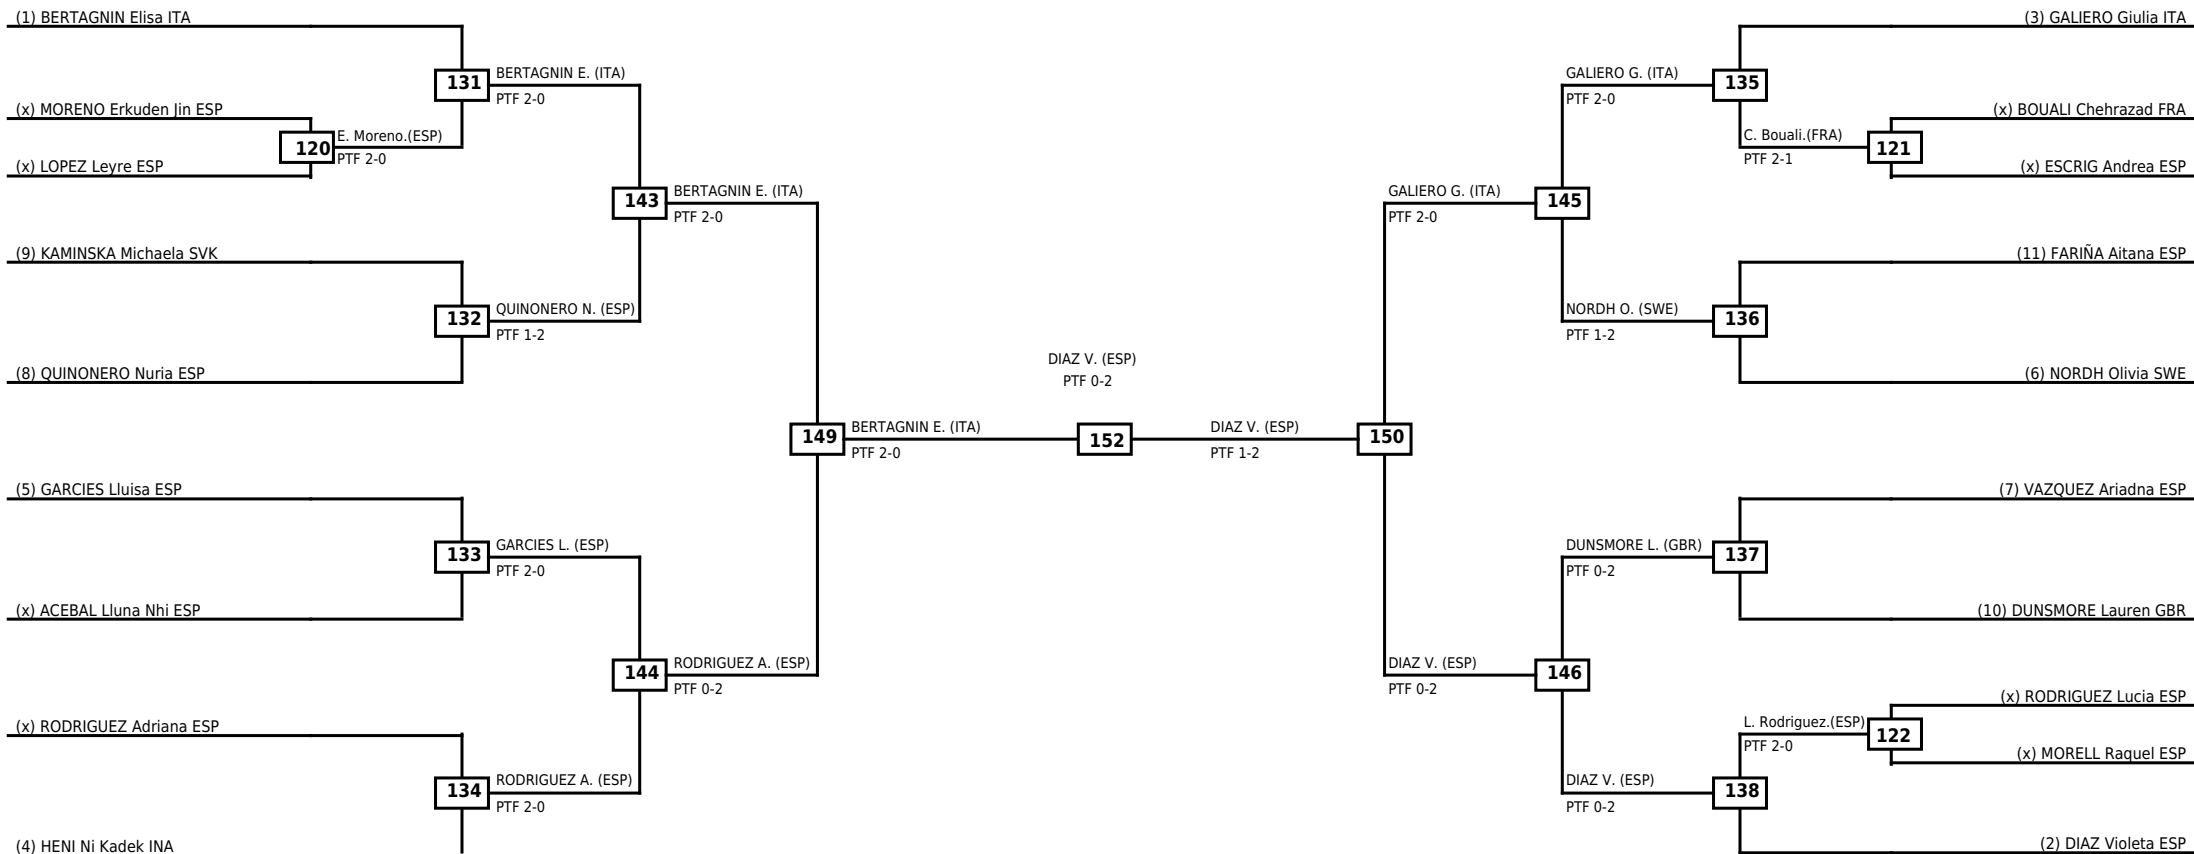 (1) BERTAGNIN Elisa ITA
131
BERTAGNIN E. (ITA)
PTF 2-0
(x) MORENO Erkuden Jin ESP
120
E. Moreno.(ESP)
PTF 2-0
(x) LOPEZ Leyre ESP
143
BERTAGNIN E. (ITA)
PTF 2-0
(9) KAMINSKA Michaela SVK
132
QUINONERO N. (ESP)
PTF 1-2
(8) QUINONERO Nuria ESP
149
BERTAGNIN E. (ITA)
PTF 2-0
(5) GARCIES Lluisa ESP
133
GARCIES L. (ESP)
PTF 2-0
(x) ACEBAL Lluna Nhi ESP
144
RODRIGUEZ A. (ESP)
PTF 0-2
(x) RODRIGUEZ Adriana ESP
134
RODRIGUEZ A. (ESP)
PTF 2-0
(4) HENI Ni Kadek INA
DIAZ V. (ESP)
PTF 0-2
152
(3) GALIERO Giulia ITA
GALIERO G. (ITA)
PTF 2-0
135
(x) BOUALI Chehrazad FRA
C. Bouali.(FRA)
PTF 2-1
121
(x) ESCRIG Andrea ESP
GALIERO G. (ITA)
PTF 2-0
145
(11) FARIÑA Aitana ESP
NORDH O. (SWE)
PTF 1-2
136
(6) NORDH Olivia SWE
DIAZ V. (ESP)
PTF 1-2
150
(7) VAZQUEZ Ariadna ESP
DUNSMORE L. (GBR)
PTF 0-2
137
(10) DUNSMORE Lauren GBR
DIAZ V. (ESP)
PTF 0-2
146
(x) RODRIGUEZ Lucia ESP
L. Rodriguez.(ESP)
PTF 2-0
122
(x) MORELL Raquel ESP
DIAZ V. (ESP)
PTF 0-2
138
(2) DIAZ Violeta ESP